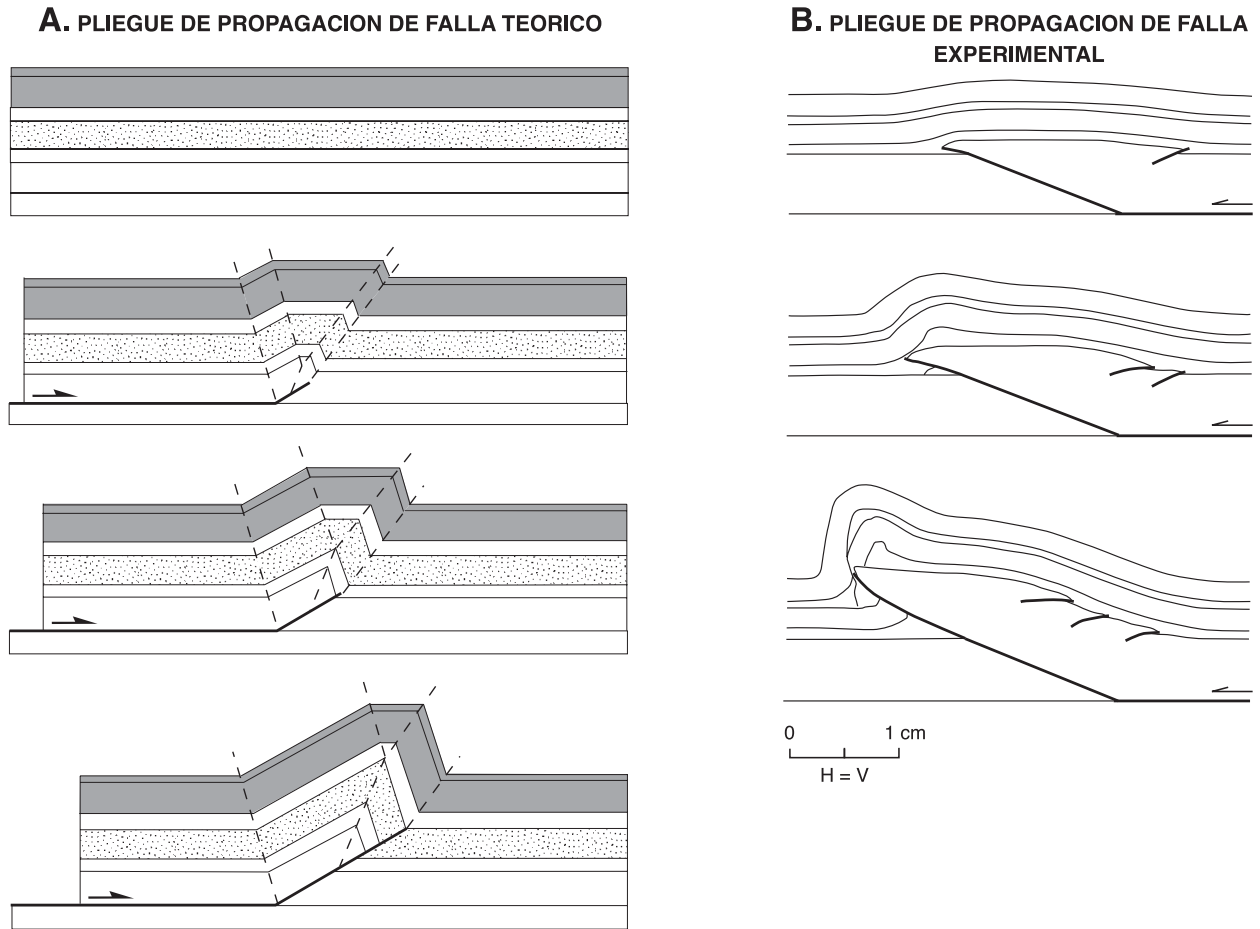 A. PLIEGUE DE PROPAGACION DE FALLA TEORICO
B. PLIEGUE DE PROPAGACION DE FALLA
EXPERIMENTAL
0 1 cm
H = V